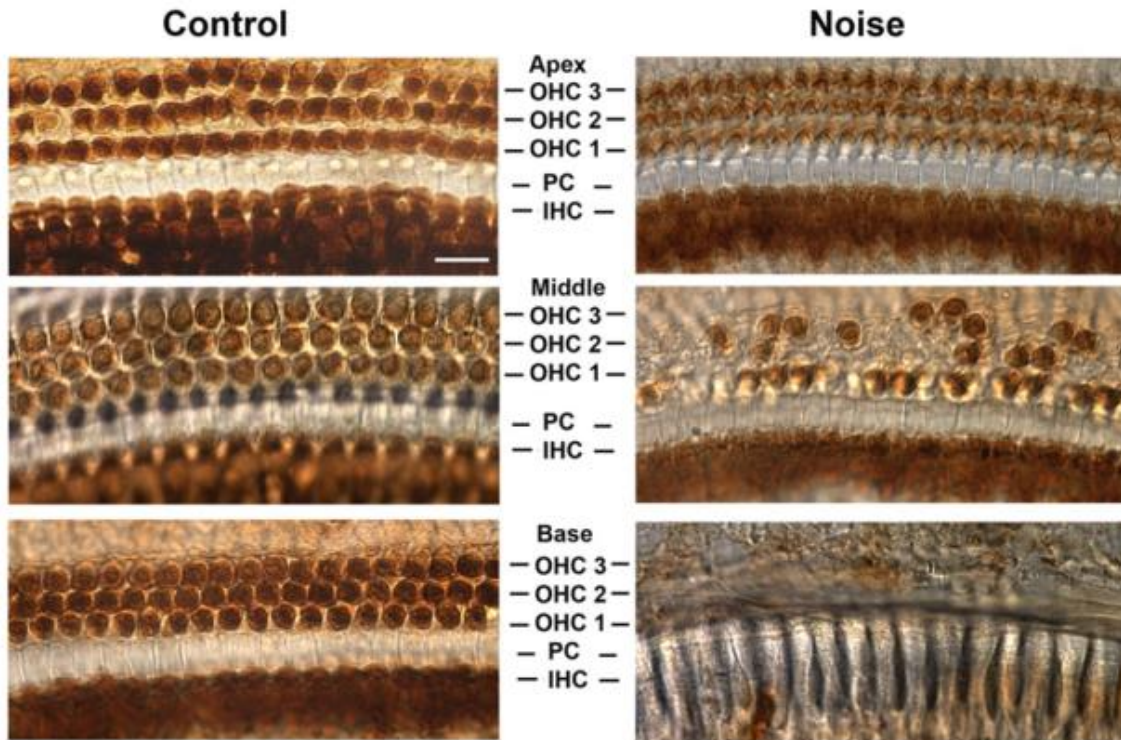 Control
Noise
Apex
— OHC 3 —
— OHC 2 —
— OHC 1 —
— PC —
— IHC —
Middle
— OHC 3 —
— OHC 2 —
— OHC 1 —
— PC —
— IHC —
Base
— OHC 3 —
— OHC 2 —
— OHC 1 —
— PC —
— IHC —